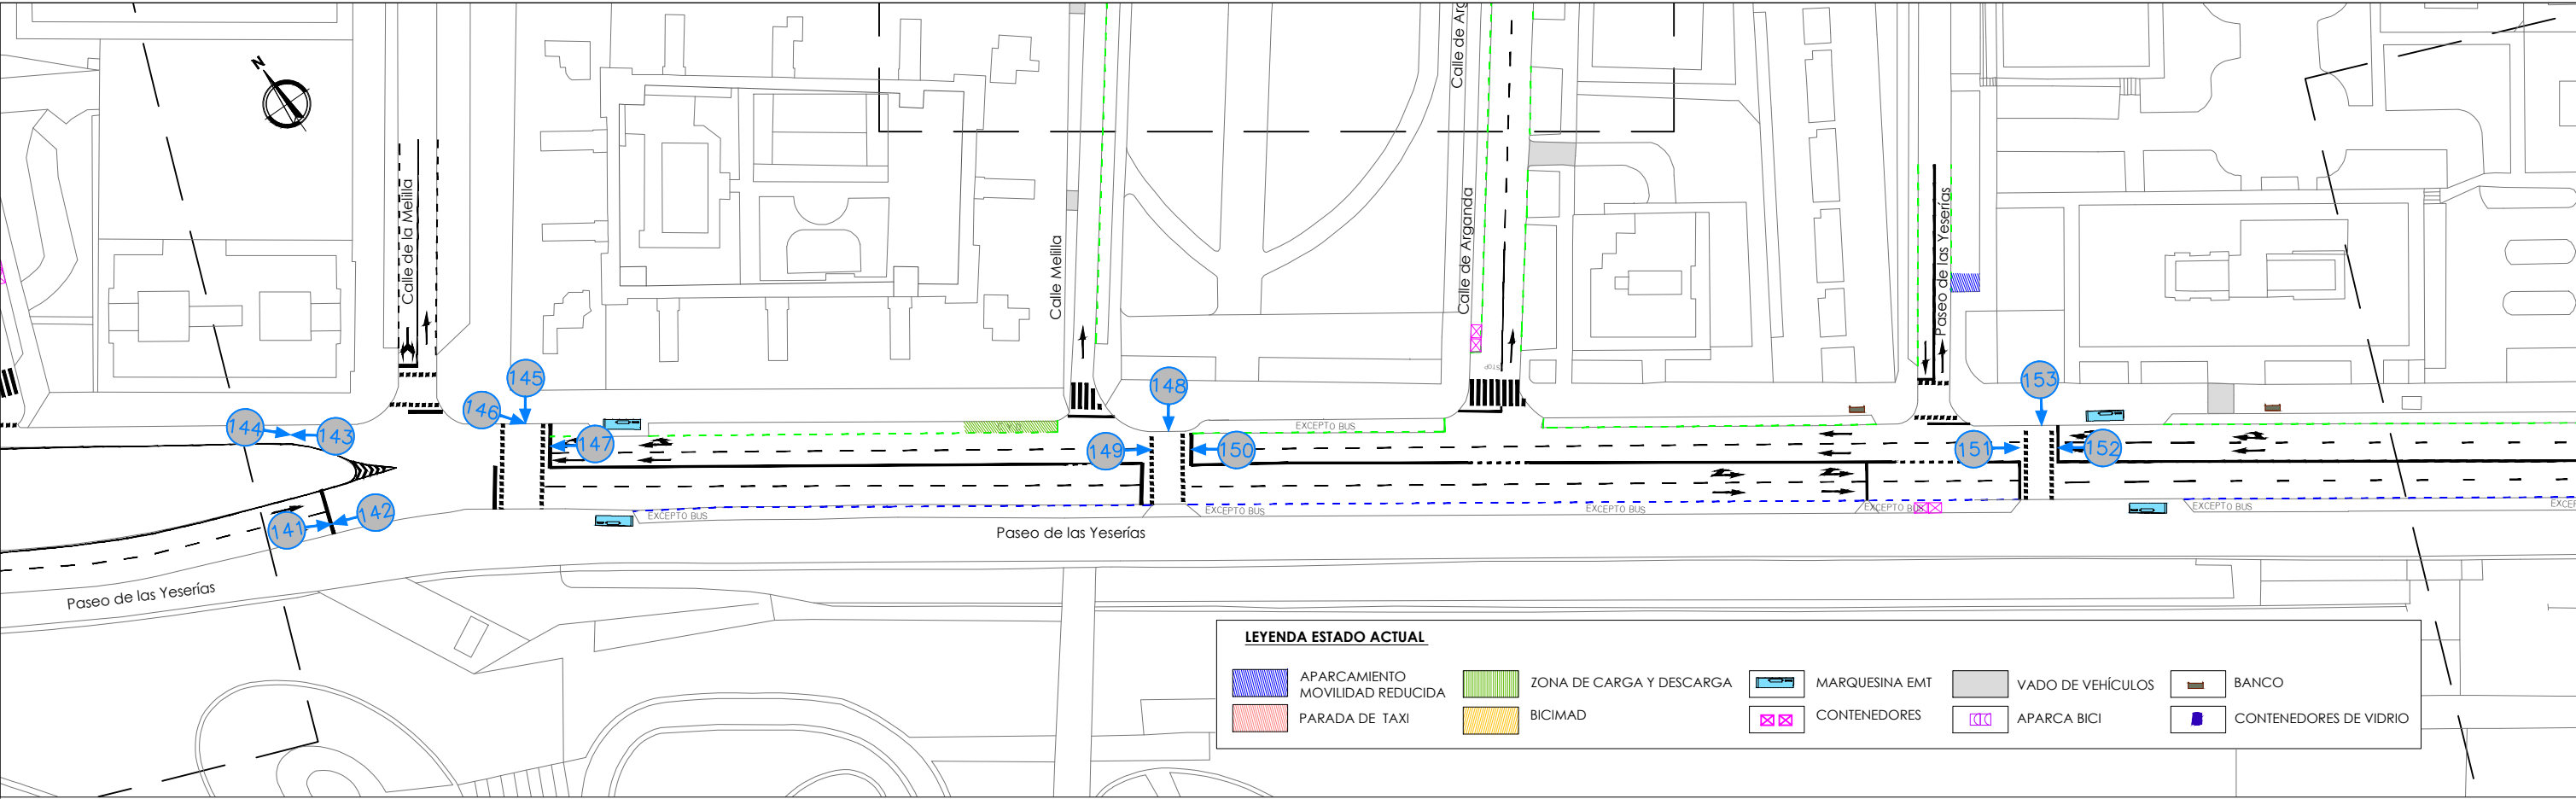 N
Calle de la Melilla
Calle Melilla
Calle de Arg
Calle de Arganda
Paseo de las Yeserías
STOP
145
146
144
143
147
148
149
150
153
151
152
141
142
C Y D
EXCEPTO BUS
EXCEPTO BUS
EXCEPTO BUS
EXCEPTO BUS
EXCEPTO BUS
EXCEPTO BUS
EXCEP
Paseo de las Yeserías
Paseo de las Yeserías
LEYENDA ESTADO ACTUAL
APARCAMIENTO
MOVILIDAD REDUCIDA
ZONA DE CARGA Y DESCARGA
MARQUESINA EMT
VADO DE VEHÍCULOS
BANCO
PARADA DE TAXI
BICIMAD
CONTENEDORES
APARCA BICI
CONTENEDORES DE VIDRIO